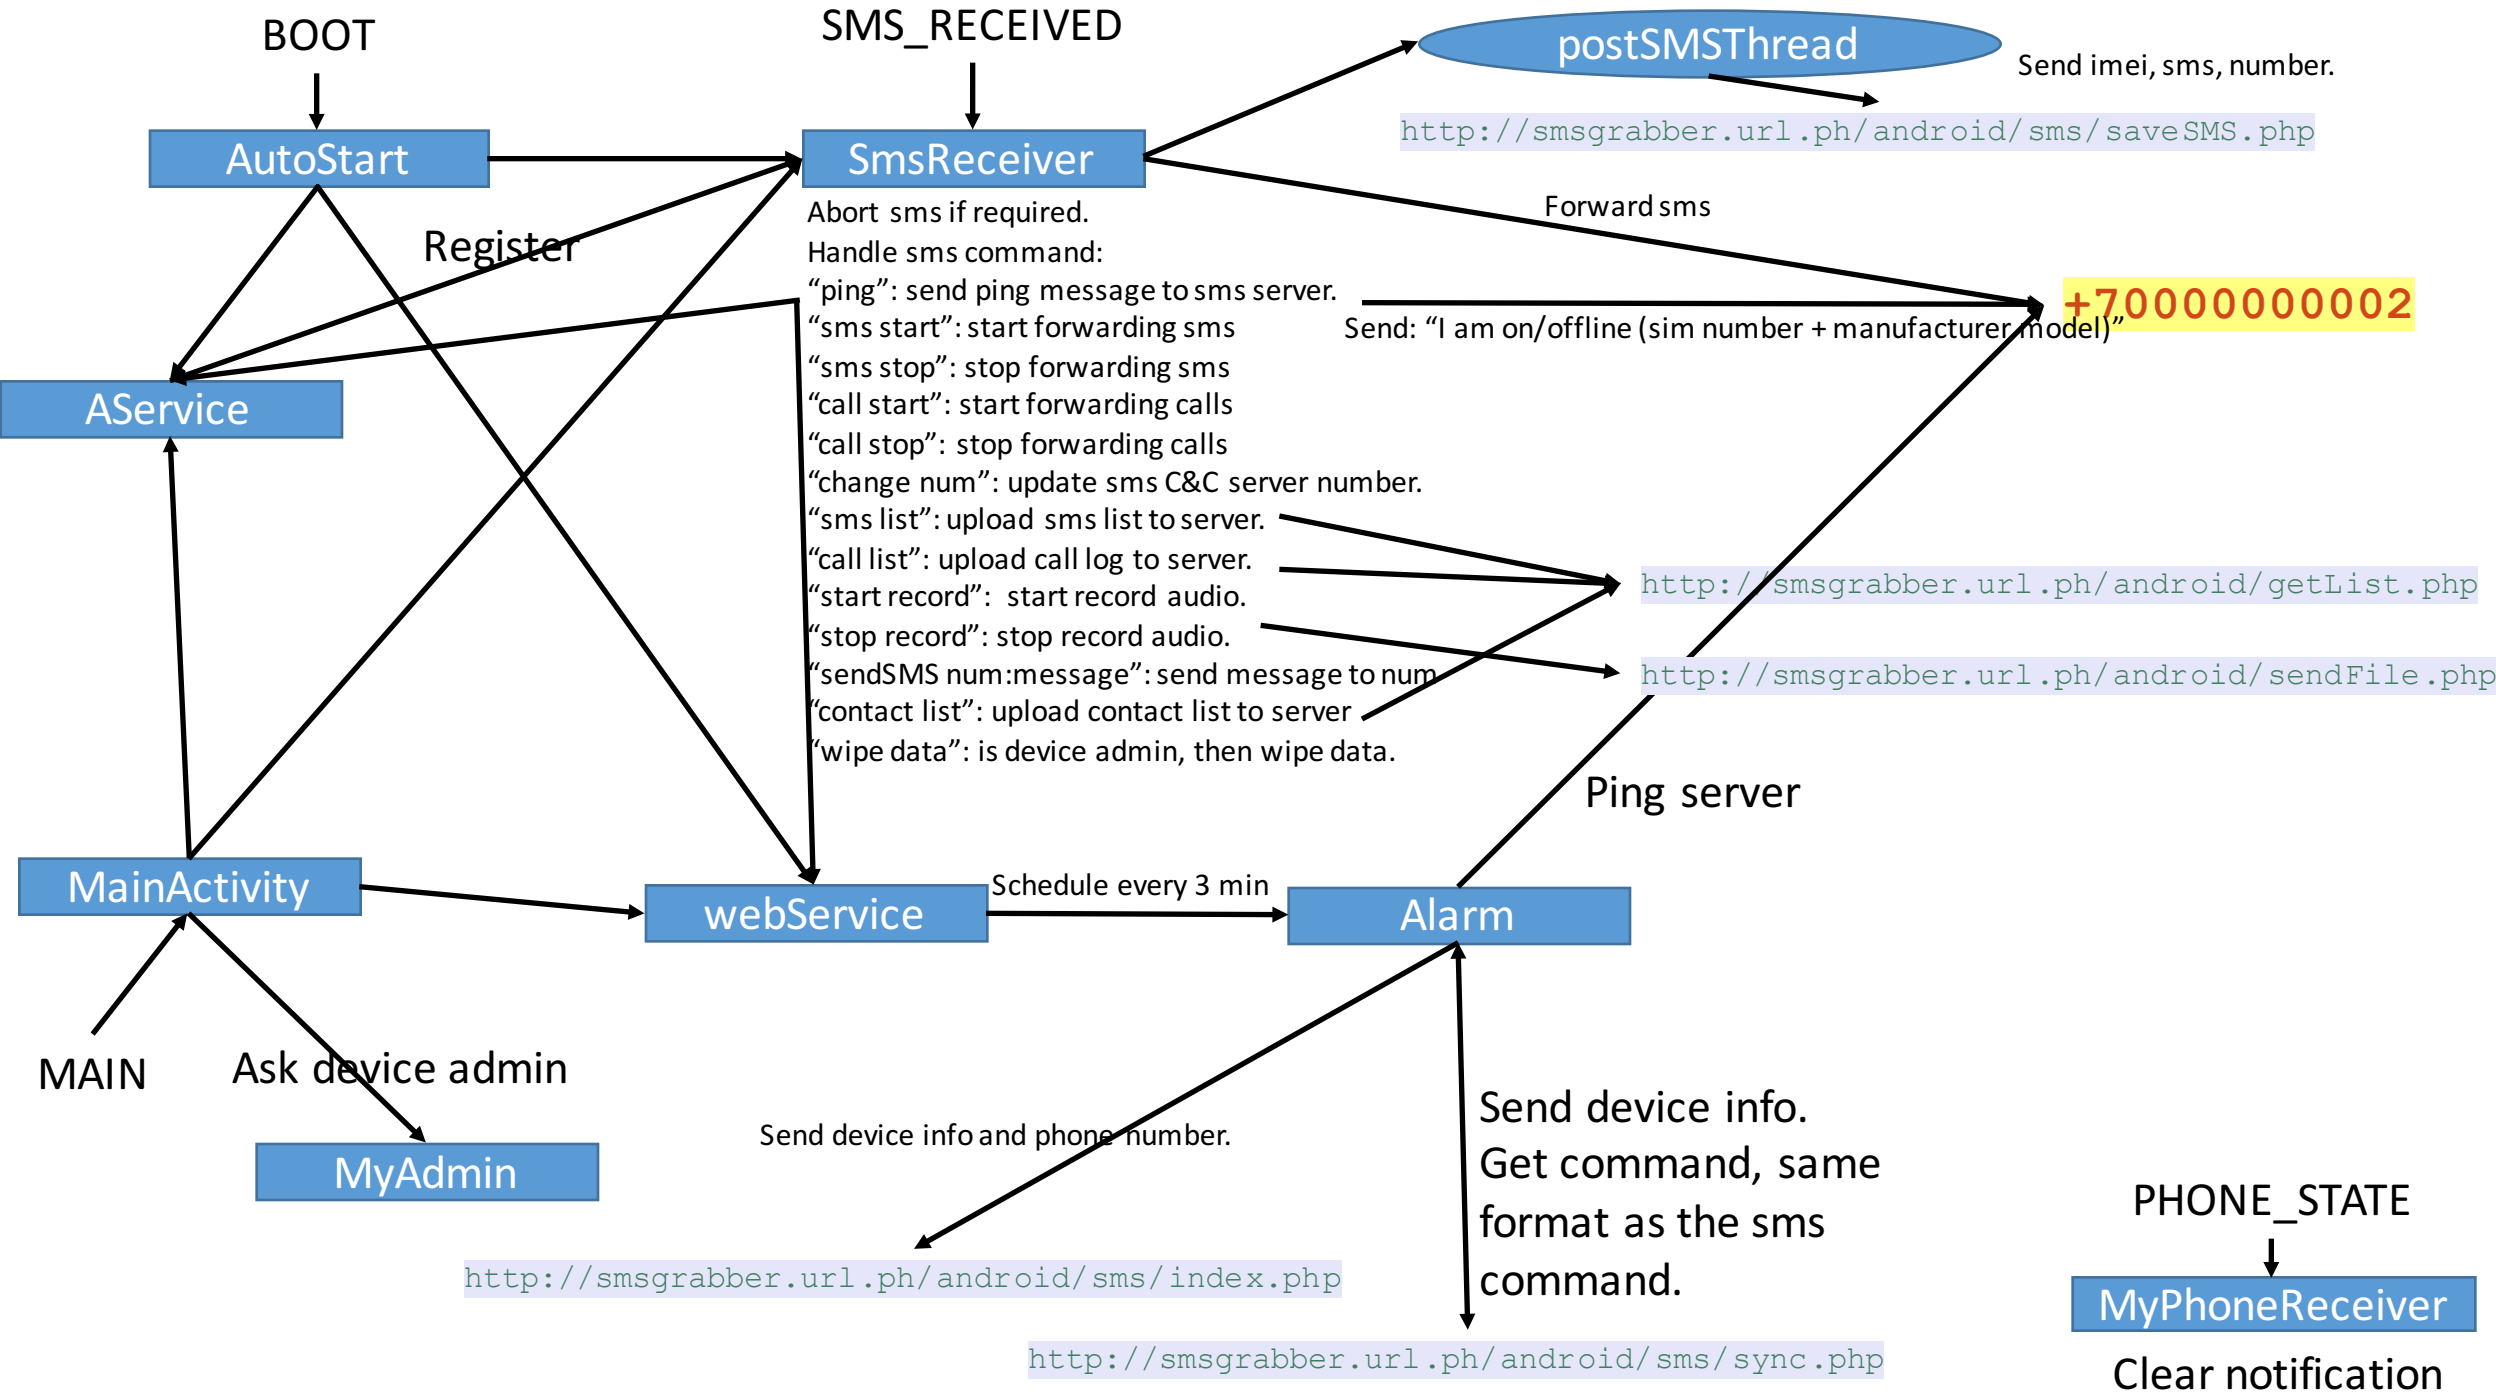 BOOT
SMS_RECEIVED
postSMSThread
Send imei, sms, number.
http://smsgrabber.url.ph/android/sms/saveSMS.php
AutoStart
SmsReceiver
Forward sms
Register
Abort sms if required.
Handle sms command:
“ping”: send ping message to sms server.
“sms start”: start forwarding sms
“sms stop”: stop forwarding sms
“call start”: start forwarding calls
“call stop”: stop forwarding calls
“change num”: update sms C&C server number.
“sms list”: upload sms list to server.
“call list”: upload call log to server.
“start record”: start record audio.
“stop record”: stop record audio.
“sendSMS num:message”: send message to num
“contact list”: upload contact list to server
“wipe data”: is device admin, then wipe data.
+70000000002
Send: “I am on/offline (sim number + manufacturer model)”
AService
http://smsgrabber.url.ph/android/getList.php
http://smsgrabber.url.ph/android/sendFile.php
Ping server
MainActivity
webService
Schedule every 3 min
Alarm
MAIN
Ask device admin
MyAdmin
Send device info and phone number.
Send device info.
Get command, same
format as the sms
command.
http://smsgrabber.url.ph/android/sms/index.php
http://smsgrabber.url.ph/android/sms/sync.php
PHONE_STATE
MyPhoneReceiver
Clear notification